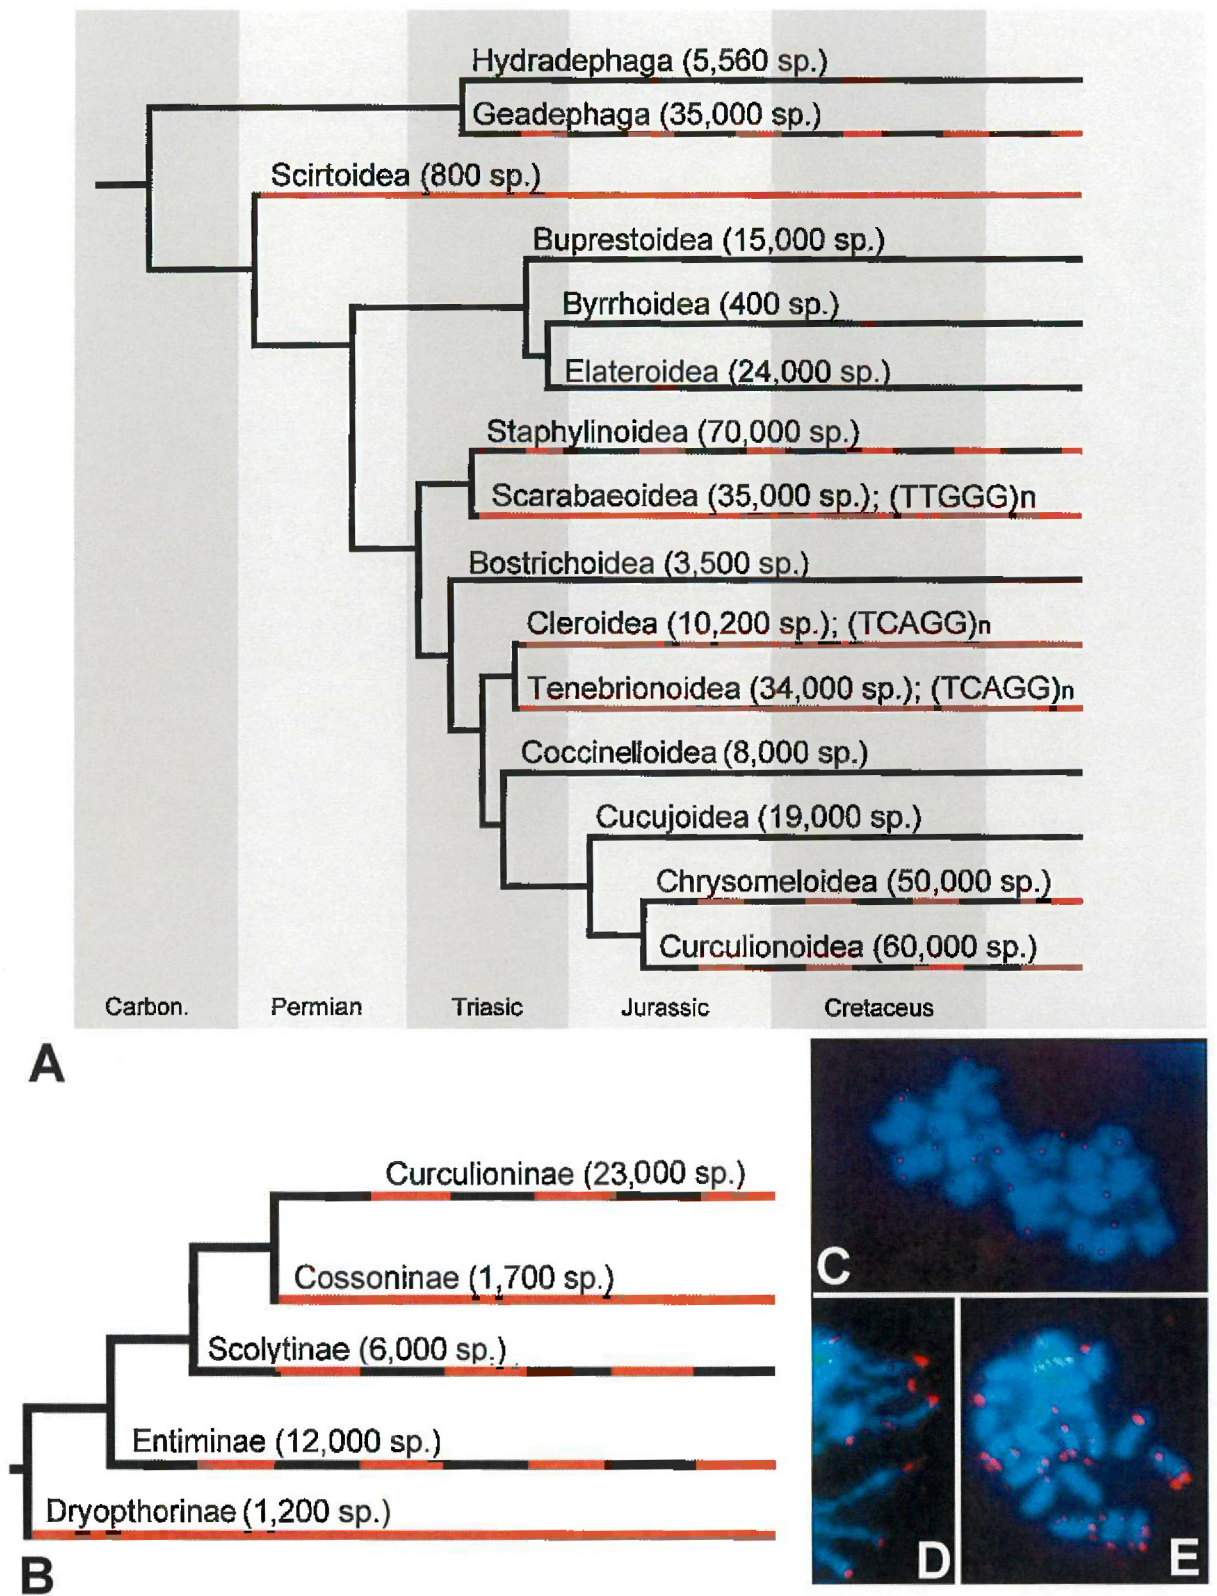 Hydradephaga (5,560 sp.)
Geadephaga (35,000 sp.)
Scirtoidea (800 sp.)
Buprestoidea (15,000 sp.)
Byrrhoidea (400 sp.)
Elateroidea (24,000 sp.)
Staphylinoidea (70,000 sp.)
Scarabaeoidea (35,000 sp.); (TTGGG)n
Bostrichoidea (3,500 sp.)
Cleroidea (10,200 sp.); (TCAGG)n
Tenebrionoidea (34,000 sp.); (TCAGG)n
Coccinelloidea (8,000 sp.)
Cucujoidea (19,000 sp.)
Chrysomeloidea (50,000 sp.)
Curculionoidea (60,000 sp.)
Carbon. Permian Triasic Jurassic Cretaceus
A
Curculioninae (23,000 sp.)
Cossoninae (1,700 sp.)
Scolytinae (6,000 sp.)
Entiminae (12,000 sp.)
Dryopthorinae (1,200 sp.)
B
C
D
E